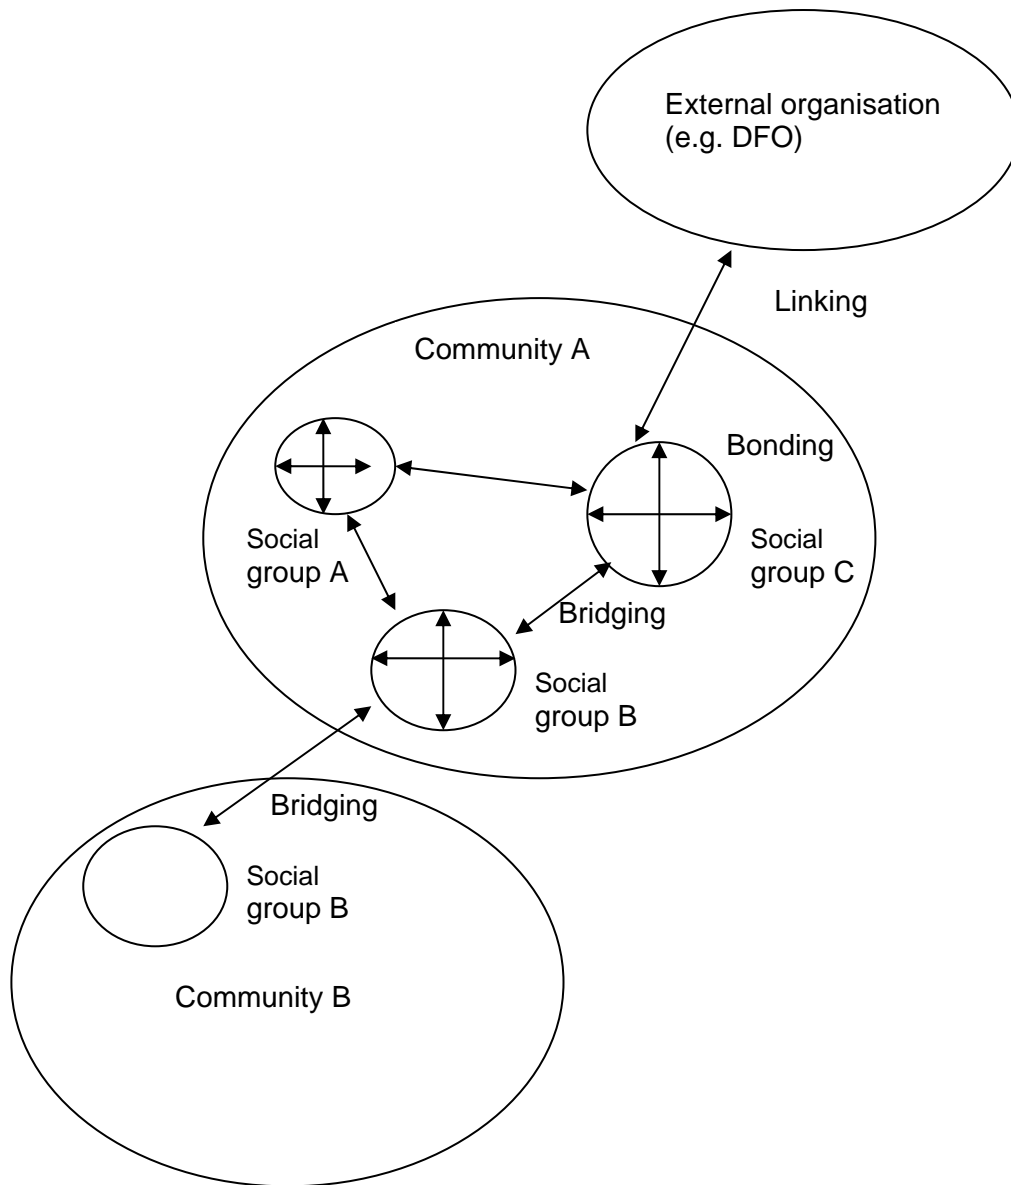 External organisation
(e.g. DFO)
Linking
Community A
Bonding
Social
group A
Social
group C
Bridging
Social
group B
Bridging
Social
group B
Community B